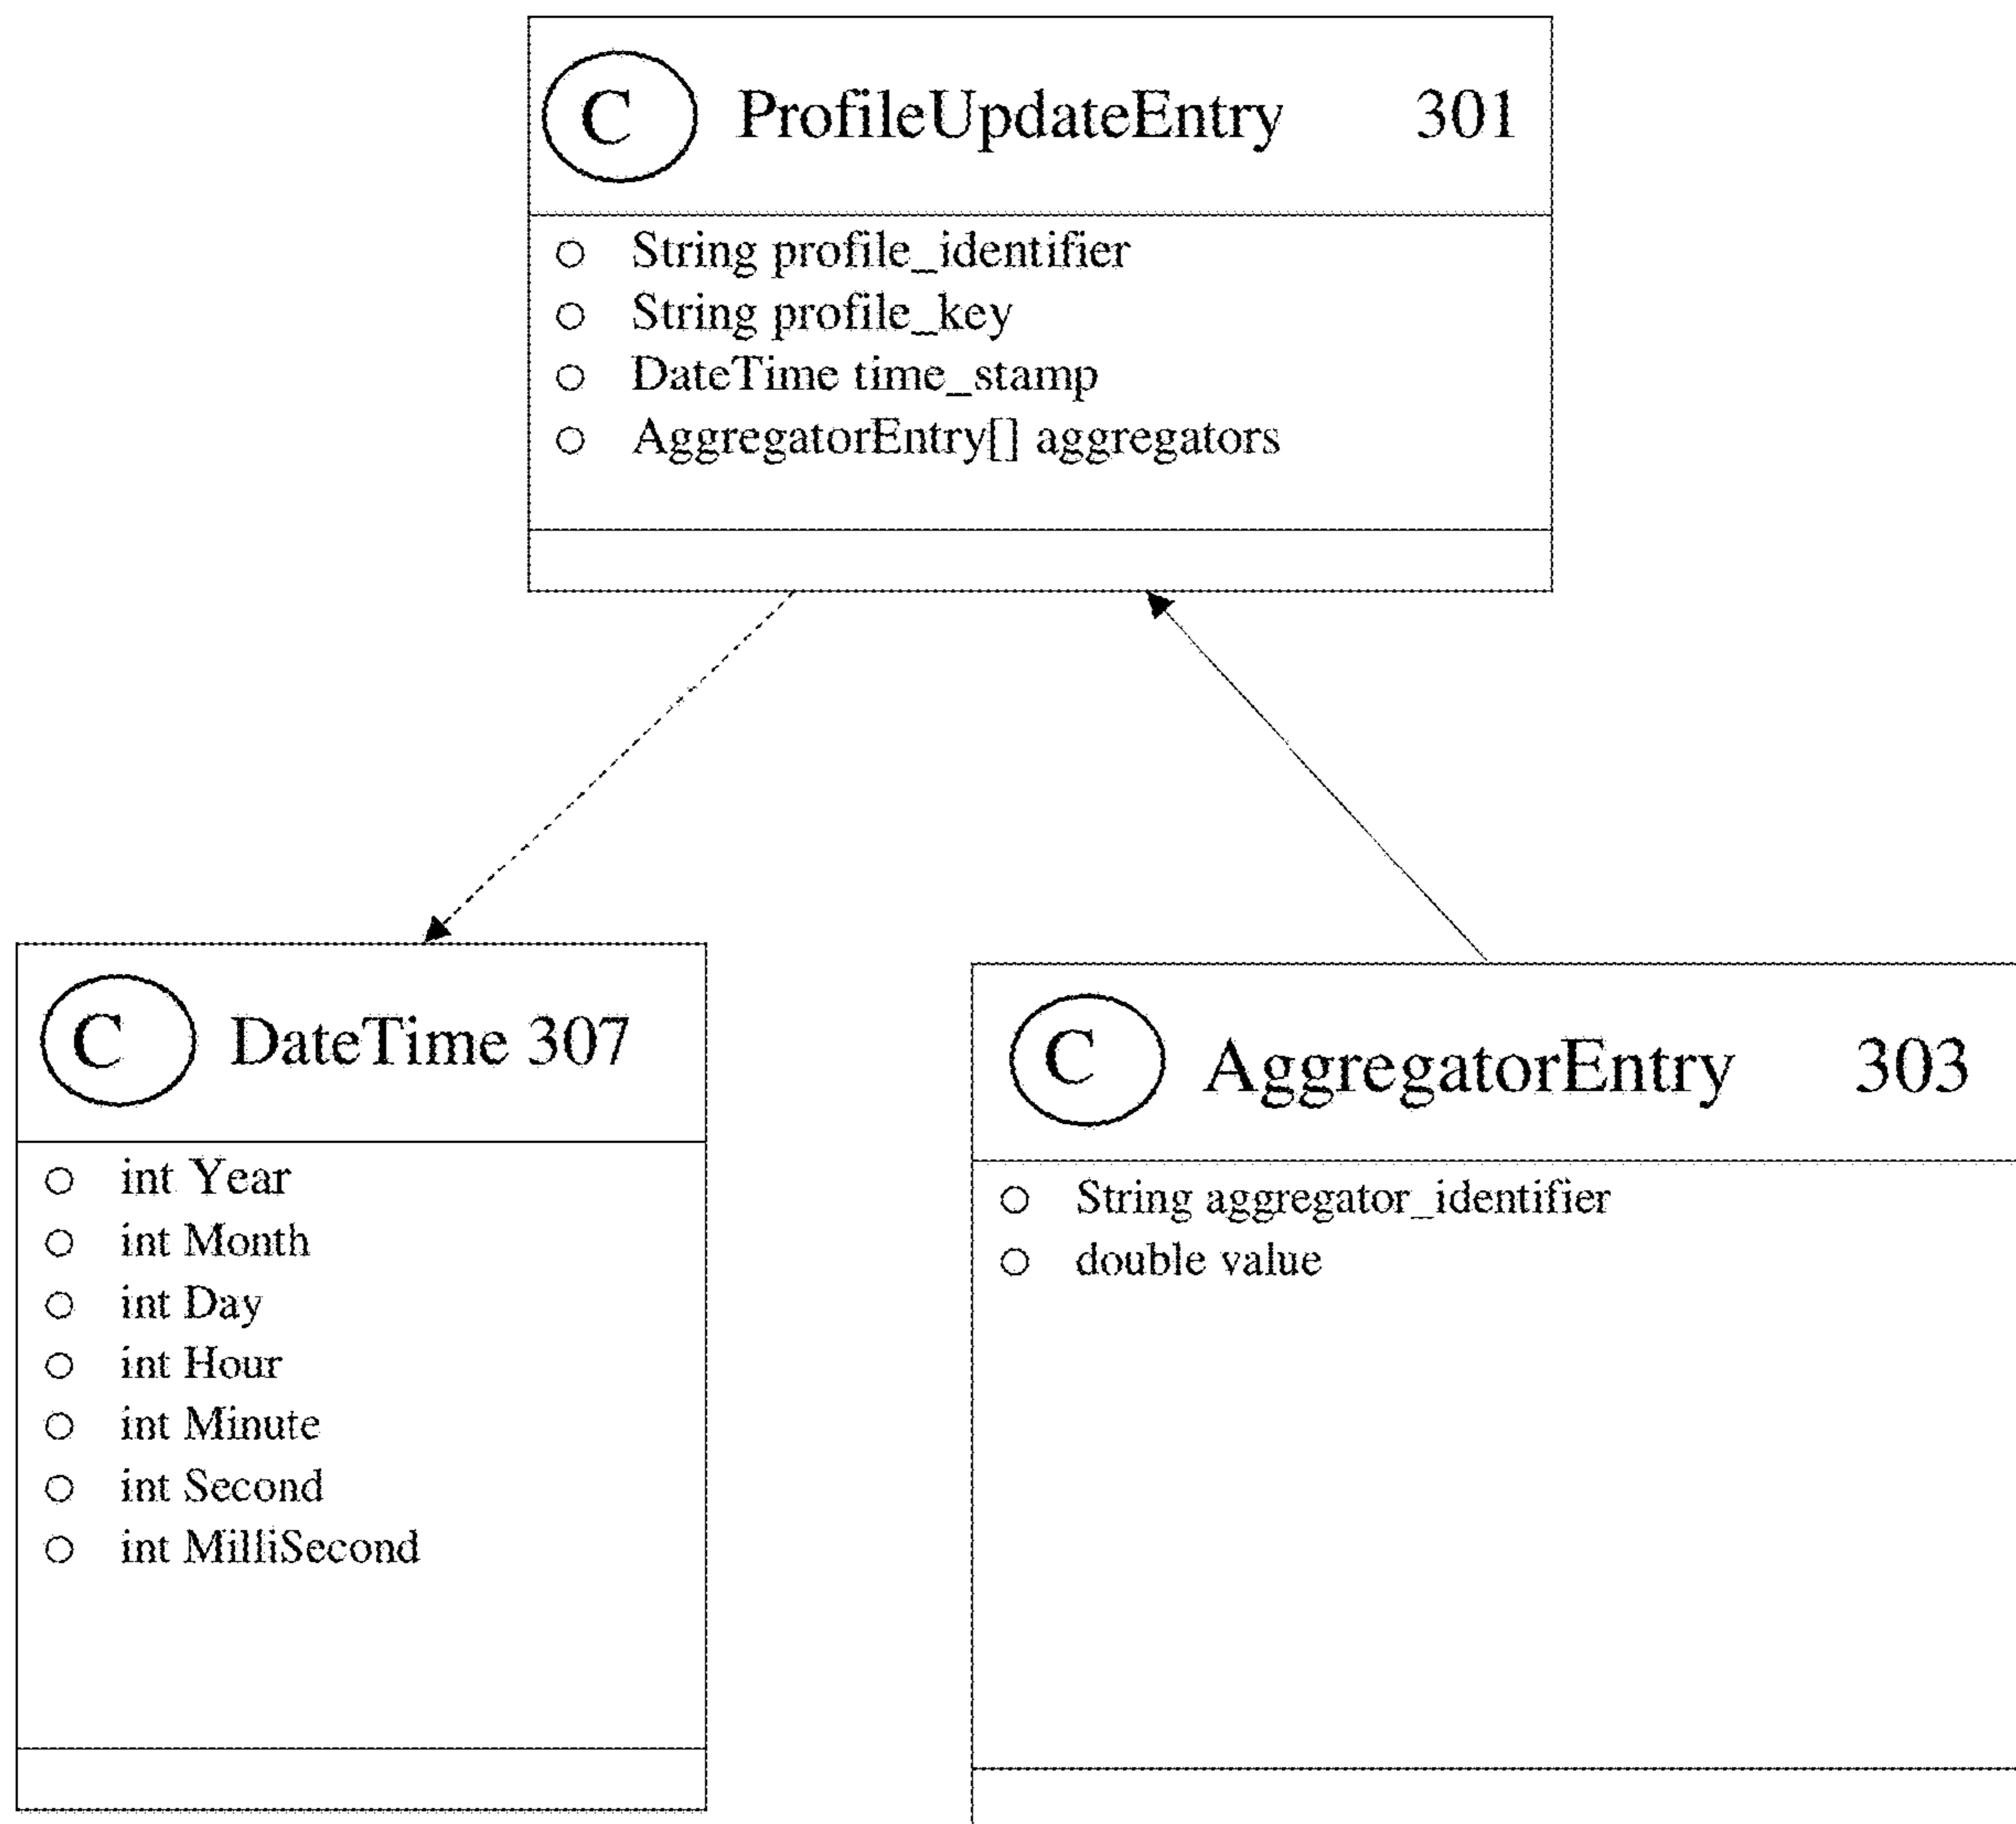 C ProfileUpdateEntry 301
String profile_identifier
String profile_key
DateTime time_stamp
AggregatorEntry[] aggregators
C DateTime 307
int Year
int Month
int Day
int Hour
int Minute
int Second
int MilliSecond
C AggregatorEntry 303
String aggregator_identifier
double value